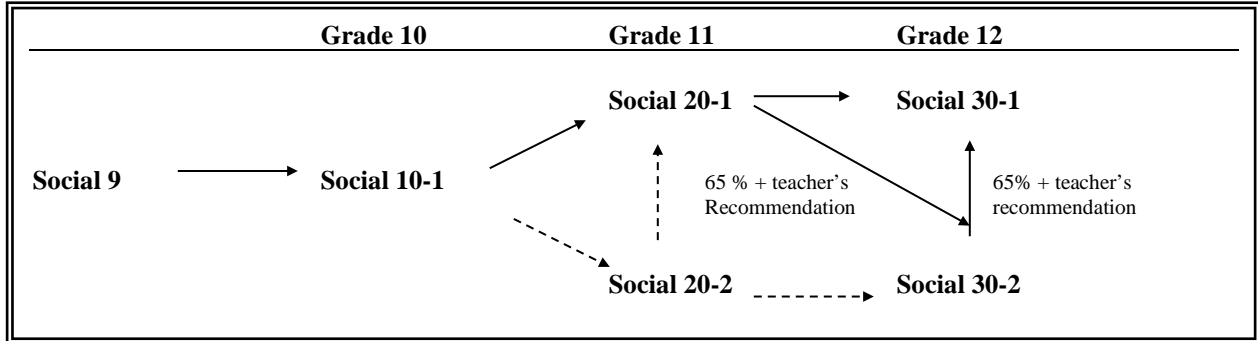 Grade 10 Grade 11 Grade 12
Social 20-1 Social 30-1
Social 9 Social 10-1 65 % + teacher’s 65% + teacher’s
Recommendation recommendation
Social 20-2 Social 30-2